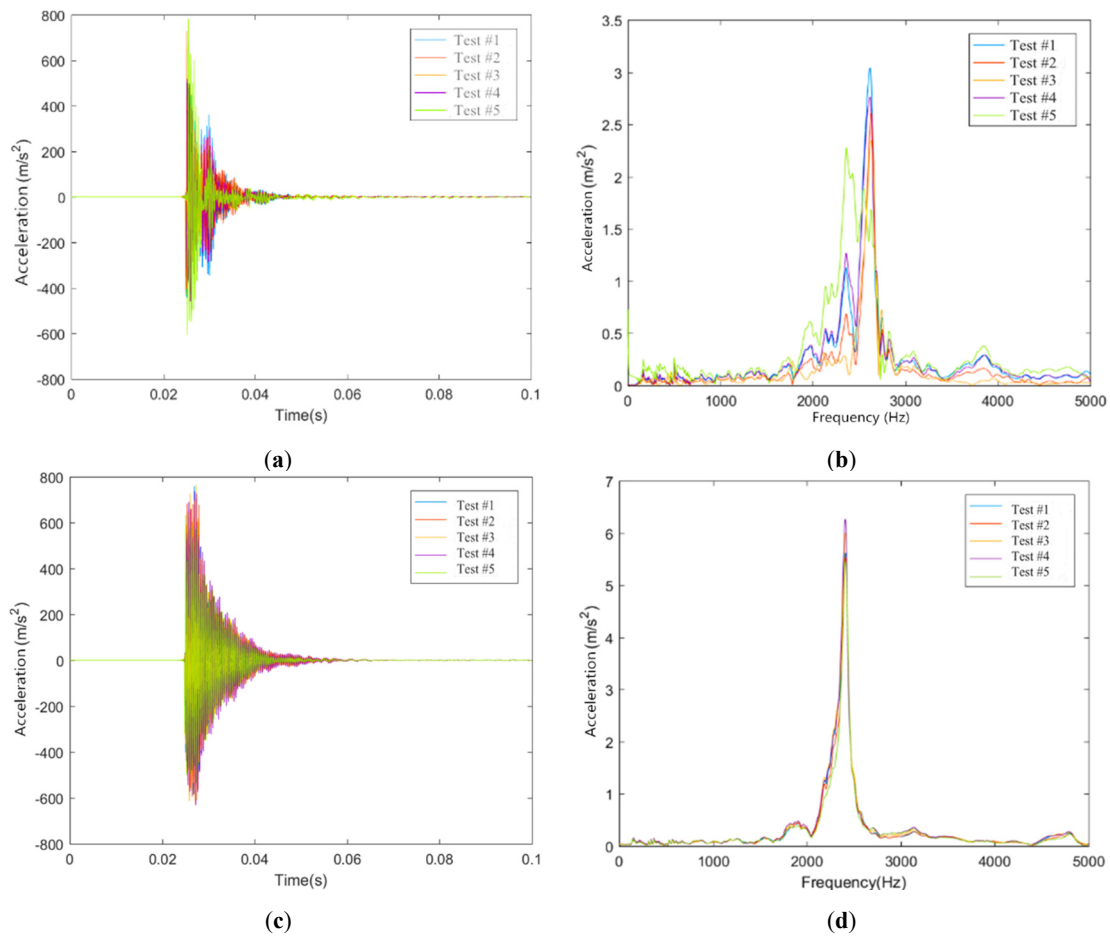 800
600
400
200
0
-200
-400
-600
-800
Acceleration (m/s²)
0 0.02 0.04 0.06 0.08 0.1
Time(s)
Test #1
Test #2
Test #3
Test #4
Test #5
(a)
3.5
3
2.5
2
1.5
1
0.5
0
Acceleration (m/s²)
0 1000 2000 3000 4000 5000
Frequency (Hz)
Test #1
Test #2
Test #3
Test #4
Test #5
(b)
800
600
400
200
0
-200
-400
-600
-800
Acceleration (m/s²)
0 0.02 0.04 0.06 0.08 0.1
Time(s)
Test #1
Test #2
Test #3
Test #4
Test #5
(c)
7
6
5
4
3
2
1
0
Acceleration (m/s²)
0 1000 2000 3000 4000 5000
Frequency(Hz)
Test #1
Test #2
Test #3
Test #4
Test #5
(d)